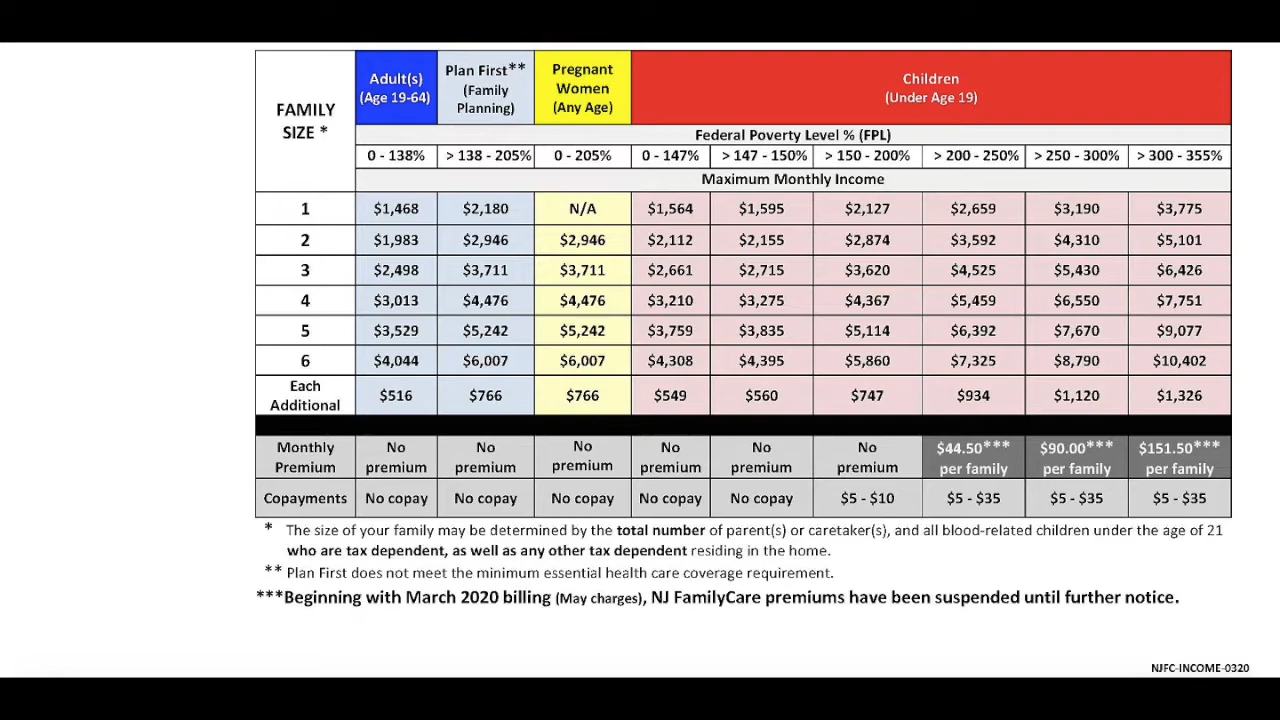 FAMILY SIZE * Adult(s) (Age 19-64) Plan First** (Family Planning) Pregnant Women (Any Age) Children (Under Age 19)
Federal Poverty Level % (FPL)
0 - 138% > 138 - 205% 0 - 205% 0 - 147% > 147 - 150% > 150 - 200% > 200 - 250% > 250 - 300% > 300 - 355%
Maximum Monthly Income
1 $1,468 $2,180 N/A $1,564 $1,595 $2,127 $2,659 $3,190 $3,775
2 $1,983 $2,946 $2,946 $2,112 $2,155 $2,874 $3,592 $4,310 $5,101
3 $2,498 $3,711 $3,711 $2,661 $2,715 $3,620 $4,525 $5,430 $6,426
4 $3,013 $4,476 $4,476 $3,210 $3,275 $4,367 $5,459 $6,550 $7,751
5 $3,529 $5,242 $5,242 $3,759 $3,835 $5,114 $6,392 $7,670 $9,077
6 $4,044 $6,007 $6,007 $4,308 $4,395 $5,860 $7,325 $8,790 $10,402
Each Additional $516 $766 $766 $549 $560 $747 $934 $1,120 $1,326
Monthly Premium No premium No premium No premium No premium No premium No premium $44.50*** per family $90.00*** per family $151.50*** per family
Copayments No copay No copay No copay No copay No copay $5 - $10 $5 - $35 $5 - $35 $5 - $35
* The size of your family may be determined by the total number of parent(s) or caretaker(s), and all blood-related children under the age of 21
who are tax dependent, as well as any other tax dependent residing in the home.
** Plan First does not meet the minimum essential health care coverage requirement.
***Beginning with March 2020 billing (May charges), NJ FamilyCare premiums have been suspended until further notice.
NJFC-INCOME-0320